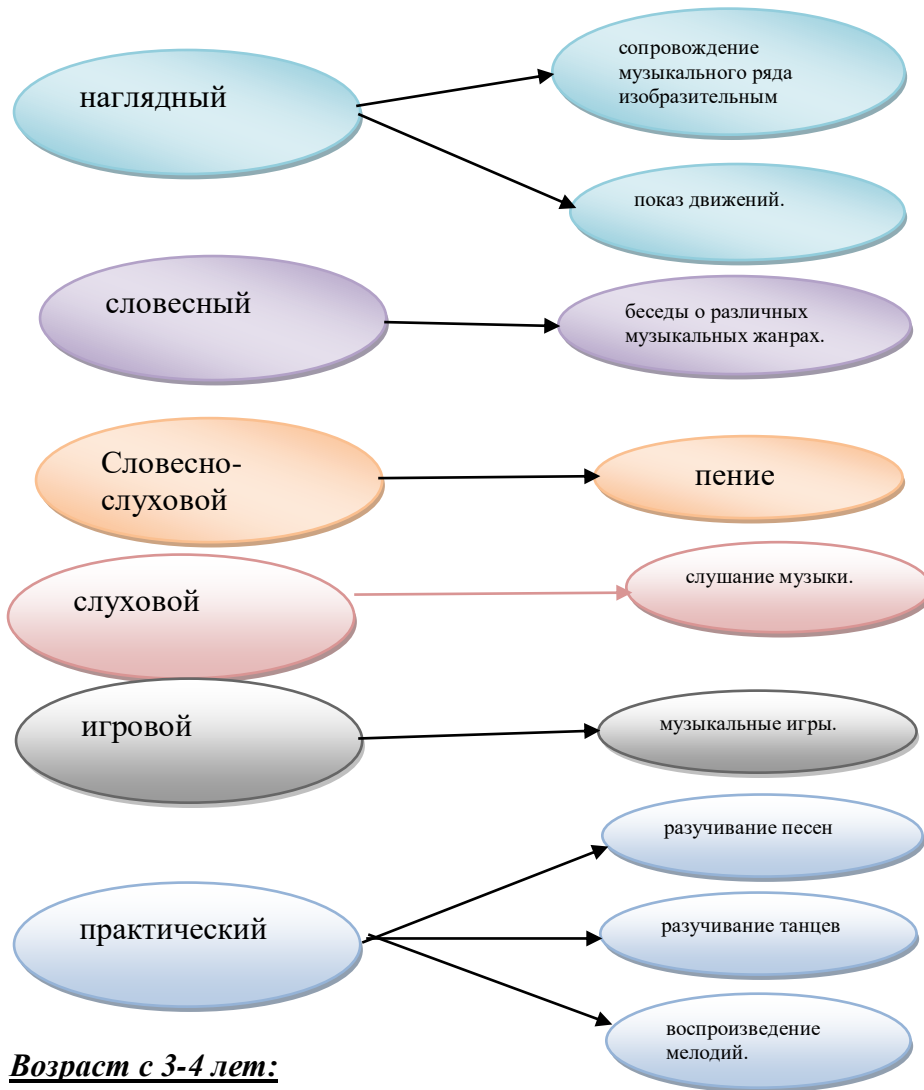 наглядный
сопровождение
музыкального ряда
изобразительным
показ движений.
словесный
беседы о различных
музыкальных жанрах.
Словесно-
слуховой
пение
слуховой
слушание музыки.
игровой
музыкальные игры.
практический
разучивание песен
разучивание танцев
воспроизведение
мелодий.
Возраст с 3-4 лет: